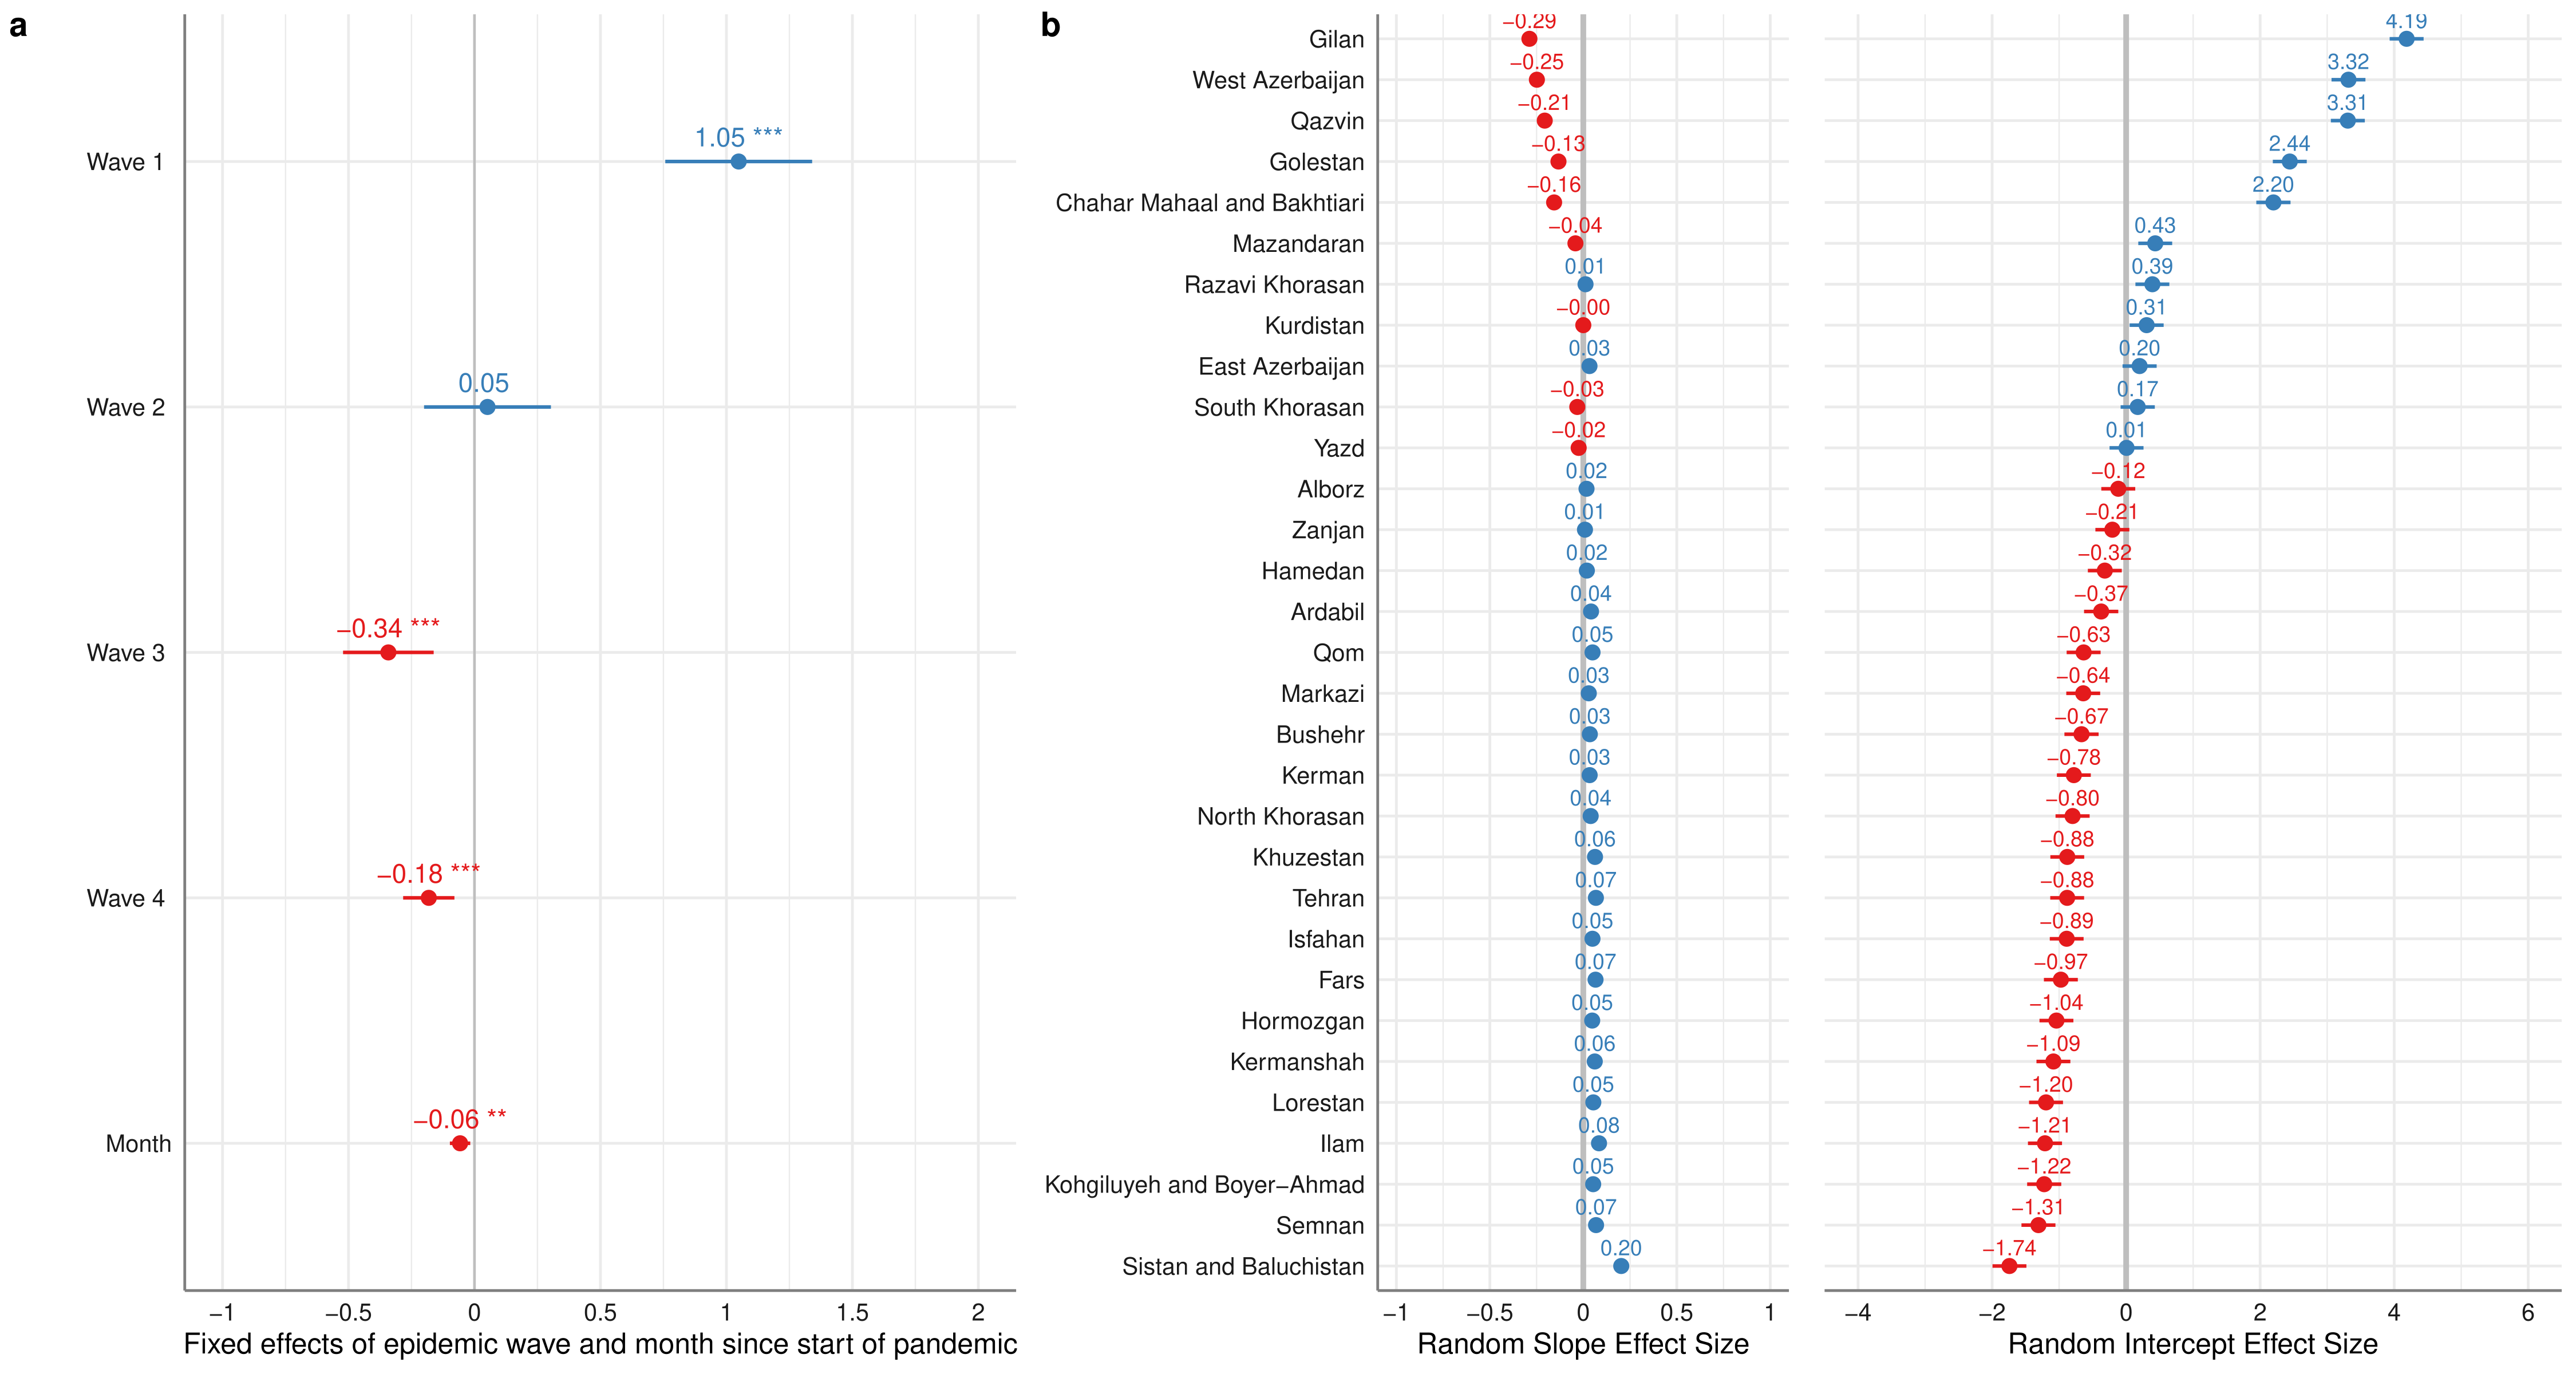 a
Wave 1
1.05 ***
Wave 2
0.05
Wave 3
−0.34 ***
Wave 4
−0.18 ***
Month
−0.06 **
−1 −0.5 0 0.5 1 1.5 2
Fixed effects of epidemic wave and month since start of pandemic
b
Gilan −0.29 4.19
West Azerbaijan −0.25 3.32
Qazvin −0.21 3.31
Golestan −0.13 2.44
Chahar Mahaal and Bakhtiari −0.16 2.20
Mazandaran −0.04 0.43
Razavi Khorasan 0.01 0.39
Kurdistan −0.00 0.31
East Azerbaijan 0.03 0.20
South Khorasan −0.03 0.17
Yazd −0.02 0.01
Alborz 0.02 −0.12
Zanjan 0.01 −0.21
Hamedan 0.02 −0.32
Ardabil 0.04 −0.37
Qom 0.05 −0.63
Markazi 0.03 −0.64
Bushehr 0.03 −0.67
Kerman 0.03 −0.78
North Khorasan 0.04 −0.80
Khuzestan 0.06 −0.88
Tehran 0.07 −0.88
Isfahan 0.05 −0.89
Fars 0.07 −0.97
Hormozgan 0.05 −1.04
Kermanshah 0.06 −1.09
Lorestan 0.05 −1.20
Ilam 0.08 −1.21
Kohgiluyeh and Boyer−Ahmad 0.05 −1.22
Semnan 0.07 −1.31
Sistan and Baluchistan 0.20 −1.74
−1 −0.5 0 0.5 1
Random Slope Effect Size
−4 −2 0 2 4 6
Random Intercept Effect Size